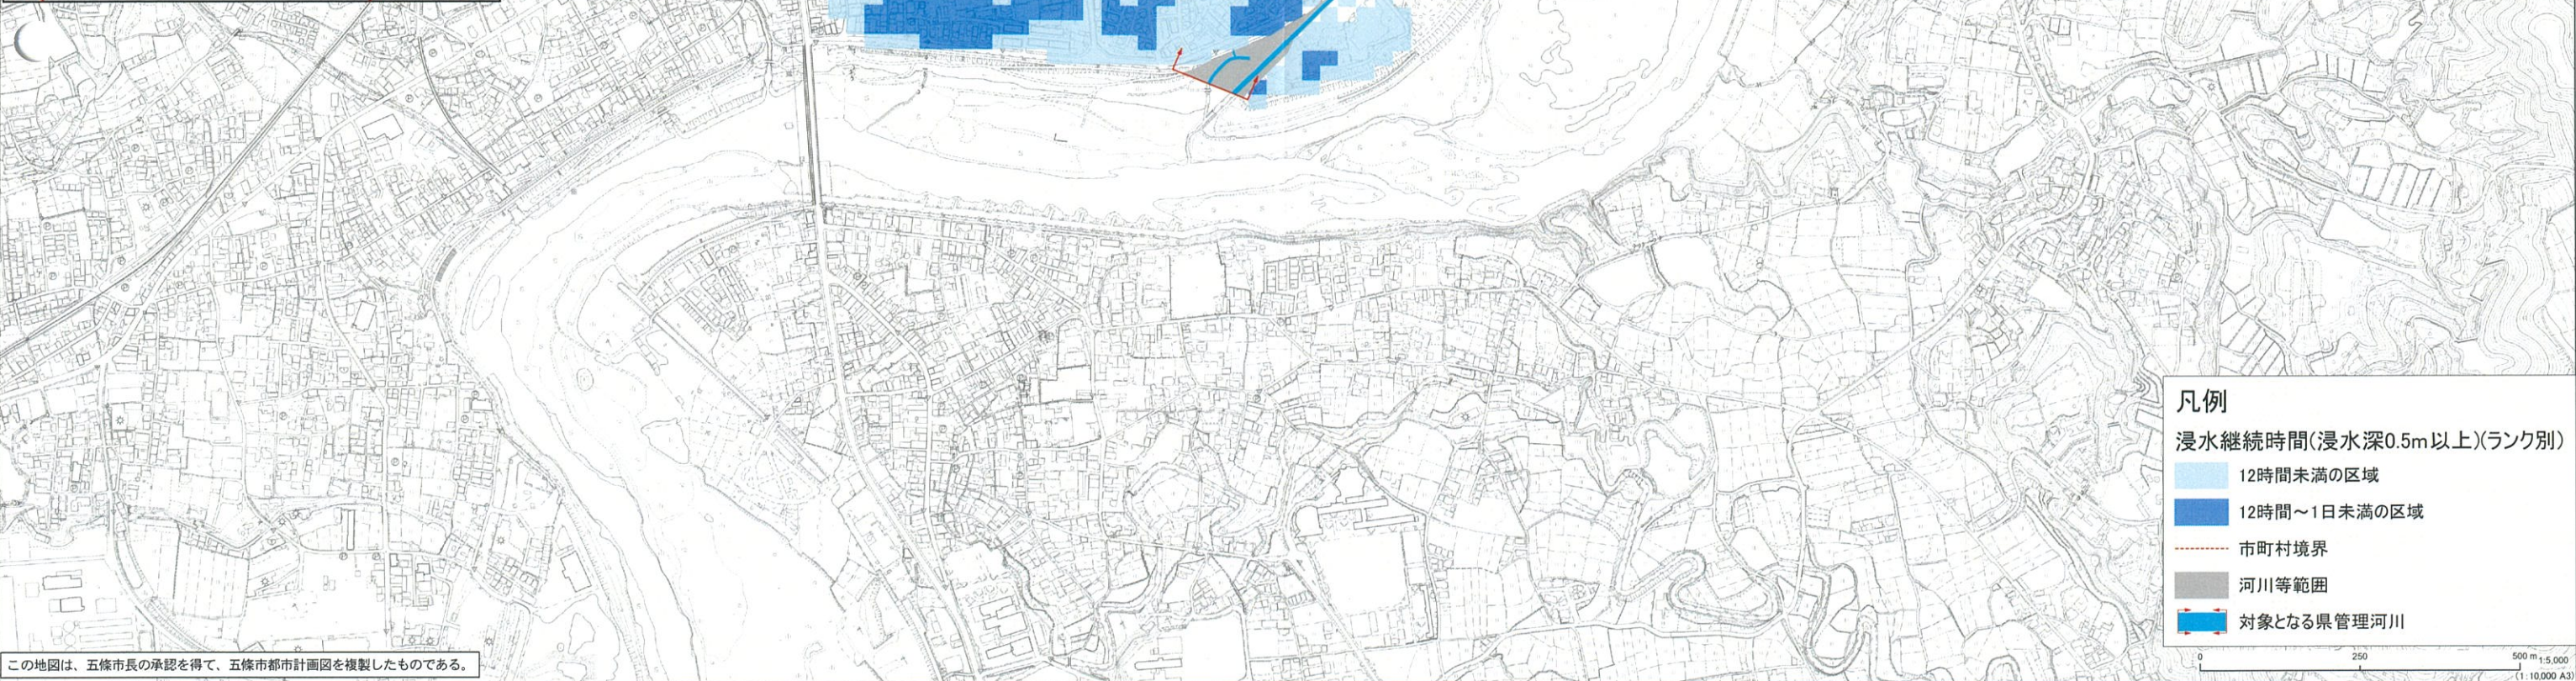 凡例
浸水継続時間(浸水深0.5m以上)(ランク別)
12時間未満の区域
12時間～1日未満の区域
市町村境界
河川等範囲
対象となる県管理河川
この地図は、五條市長の承認を得て、五條市都市計画図を複製したものである。
0 250 500 m 1:5,000
(1:10,000 A3)